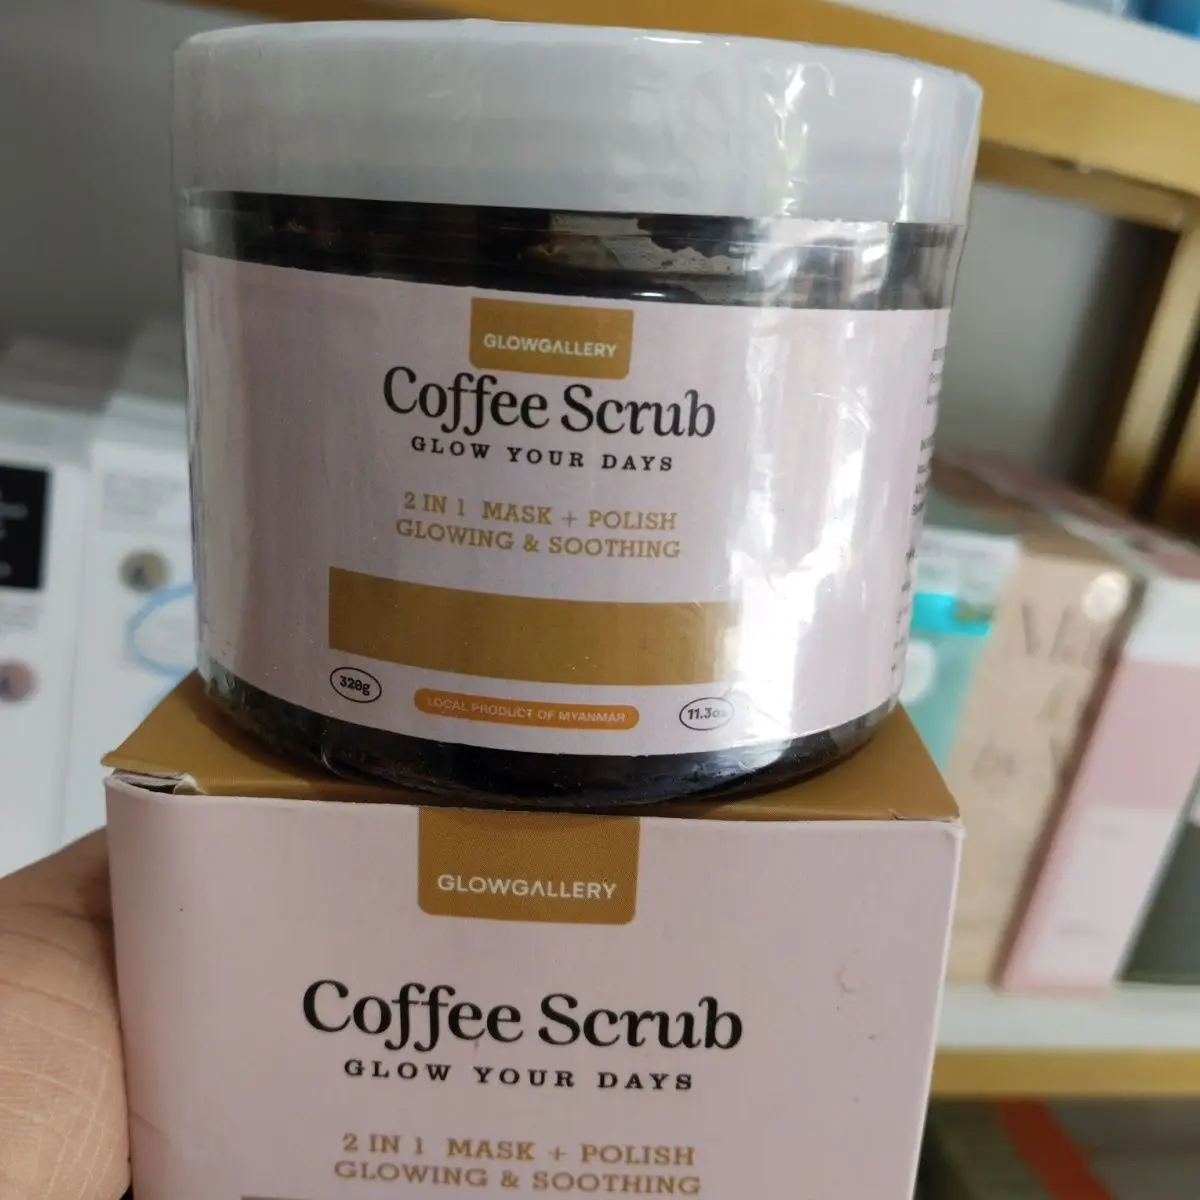 GLOWGALLERY
Coffee Scrub
GLOW YOUR DAYS
2 IN 1 MASK + POLISH
GLOWING & SOOTHING
320g
LOCAL PRODUCT OF MYANMAR
11.3oz
GLOWGALLERY
Coffee Scrub
GLOW YOUR DAYS
2 IN 1 MASK + POLISH
GLOWING & SOOTHING